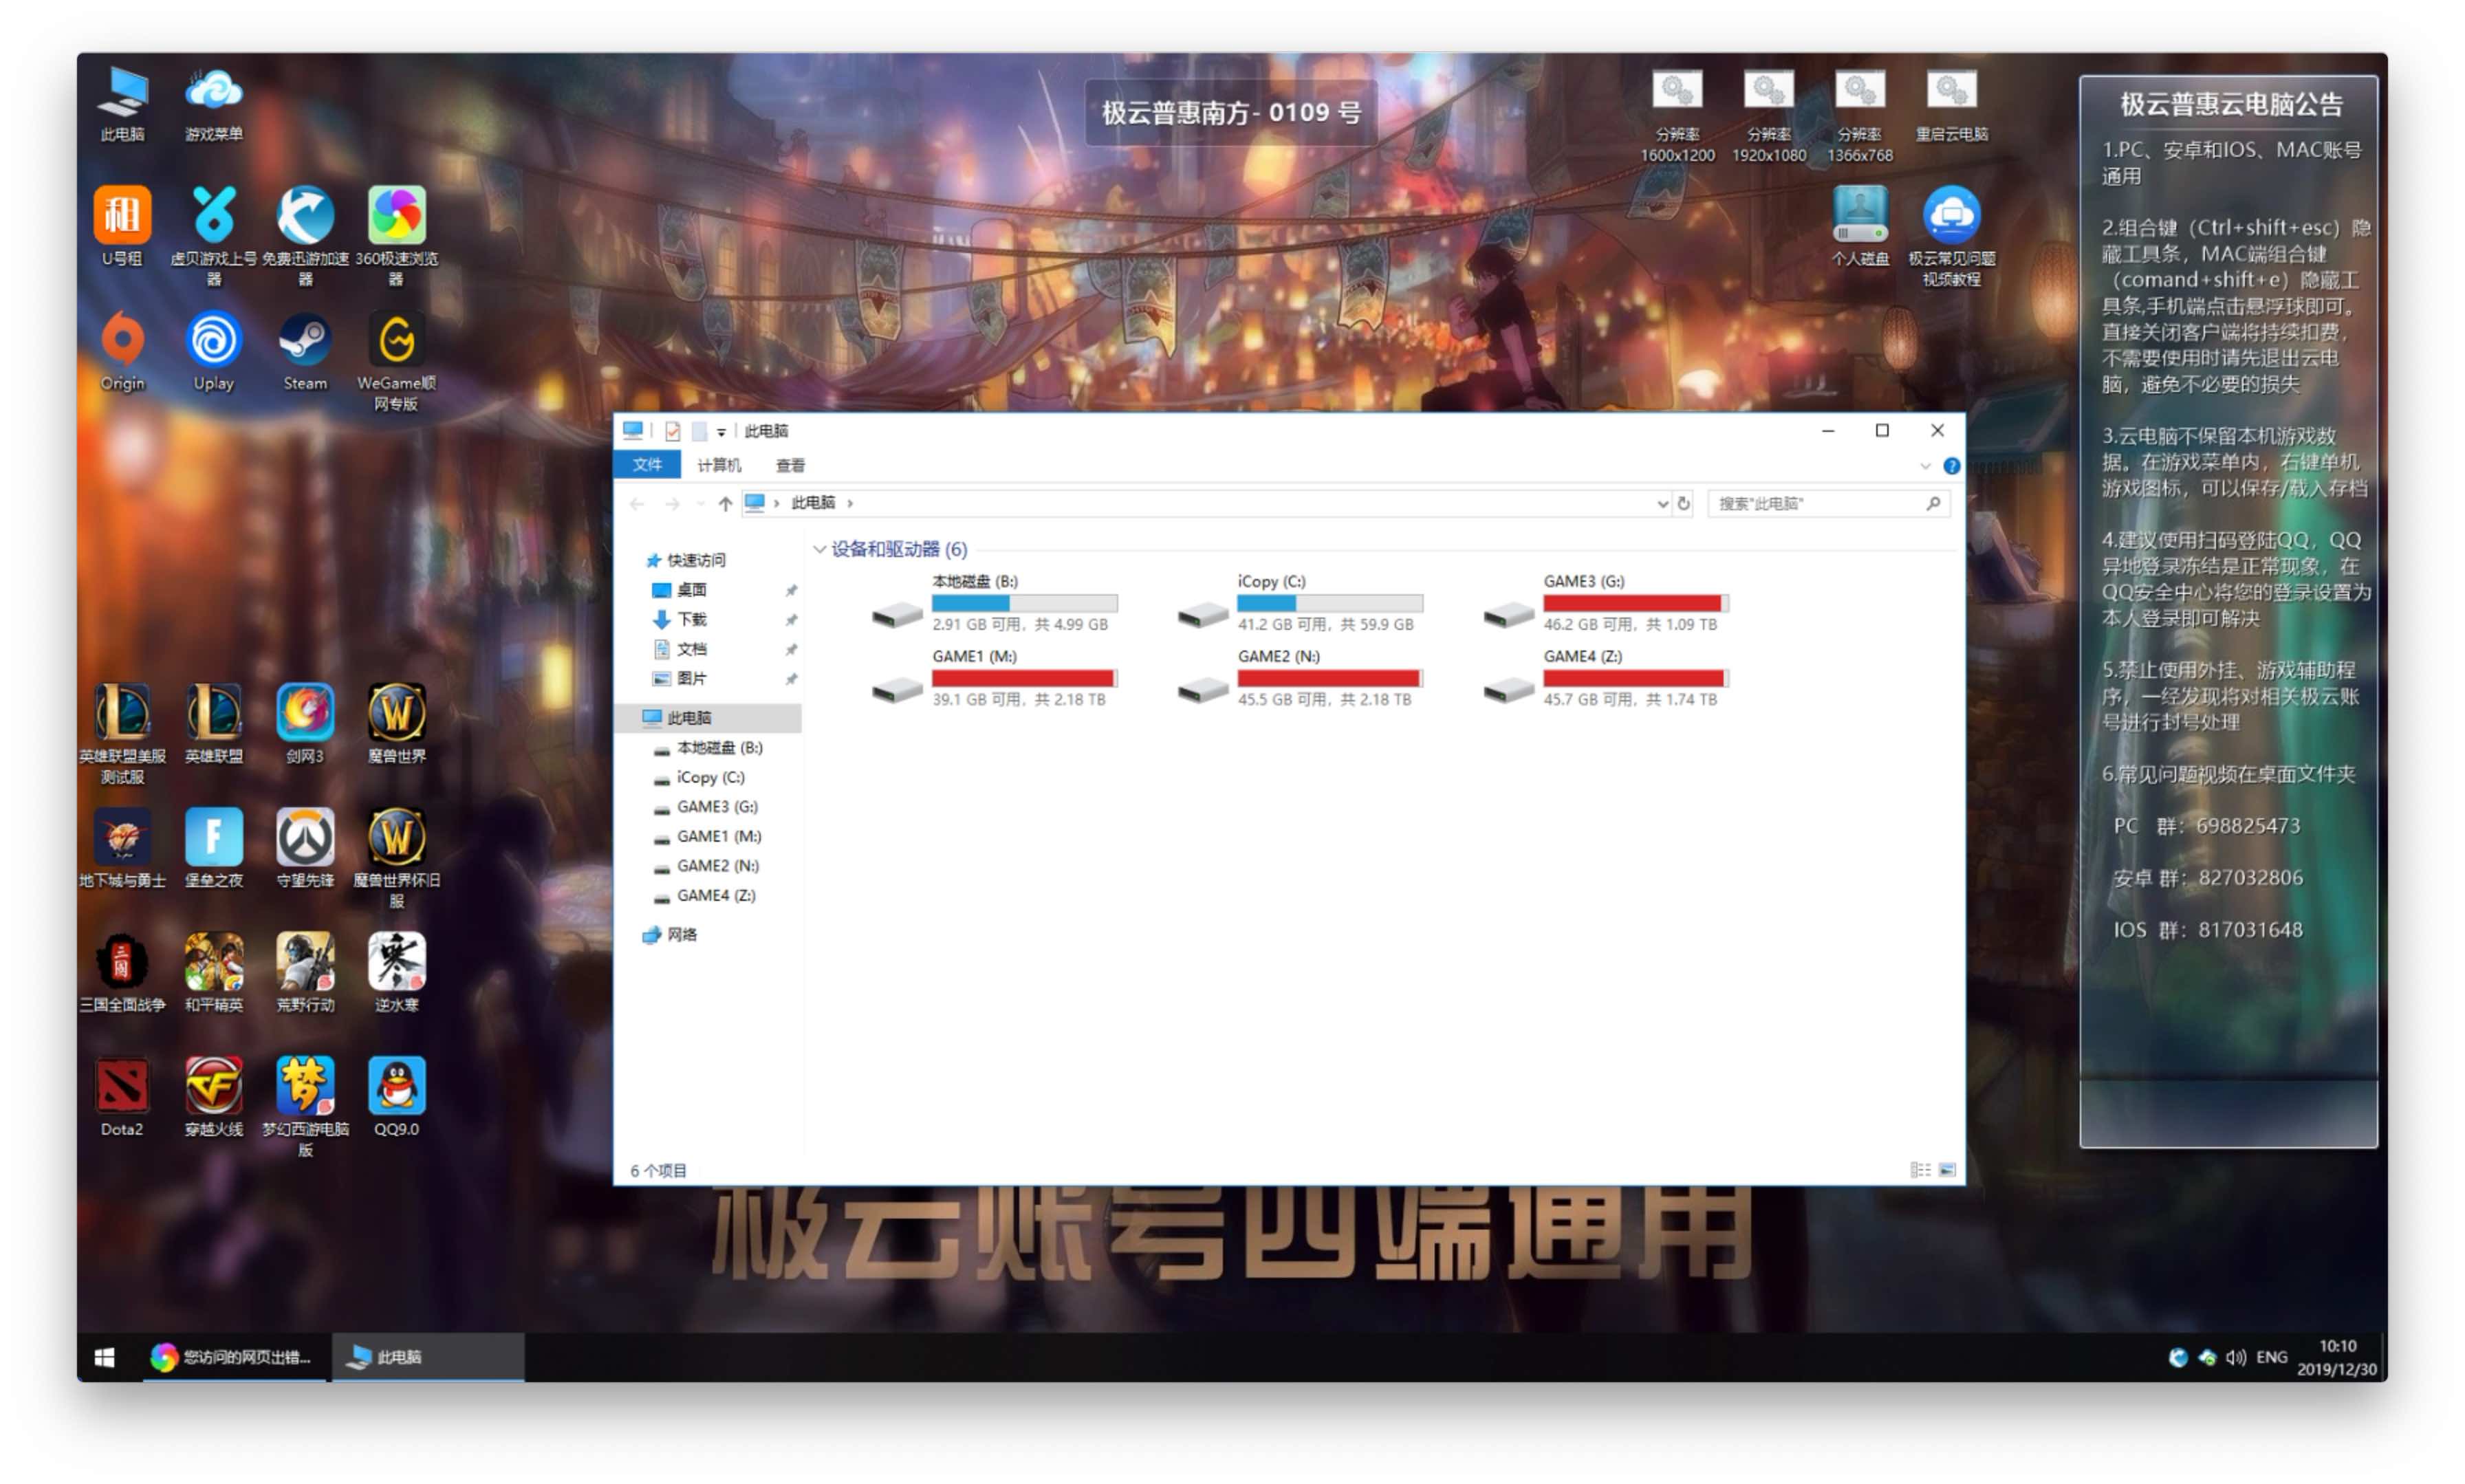 此电脑
游戏菜单
极云普惠南方- 0109 号
分辨率
1600x1200
分辨率
1920x1080
分辨率
1366x768
重启云电脑
U号租
虚贝游戏上号
器
免费迅游加速
器
360极速浏览
器
个人磁盘
极云常见问题
视频教程
Origin
Uplay
Steam
WeGame顺
网专版
英雄联盟美服
测试服
英雄联盟
剑网3
魔兽世界
地下城与勇士
堡垒之夜
守望先锋
魔兽世界怀旧
服
三国全面战争
和平精英
荒野行动
逆水寒
Dota2
穿越火线
梦幻西游电脑
版
QQ9.0
此电脑
文件
计算机
查看
此电脑
搜索"此电脑"
快速访问
桌面
下载
文档
图片
此电脑
本地磁盘 (B:)
iCopy (C:)
GAME3 (G:)
GAME1 (M:)
GAME2 (N:)
GAME4 (Z:)
网络
设备和驱动器 (6)
本地磁盘 (B:)
2.91 GB 可用，共 4.99 GB
iCopy (C:)
41.2 GB 可用，共 59.9 GB
GAME3 (G:)
46.2 GB 可用，共 1.09 TB
GAME1 (M:)
39.1 GB 可用，共 2.18 TB
GAME2 (N:)
45.5 GB 可用，共 2.18 TB
GAME4 (Z:)
45.7 GB 可用，共 1.74 TB
6 个项目
极云账号四端通用
极云普惠云电脑公告
1.PC、安卓和IOS、MAC账号
通用
2.组合键（Ctrl+shift+esc）隐
藏工具条，MAC端组合键
（comand+shift+e）隐藏工
具条,手机端点击悬浮球即可。
直接关闭客户端将持续扣费，
不需要使用时请先退出云电
脑，避免不必要的损失
3.云电脑不保留本机游戏数
据。在游戏菜单内，右键单机
游戏图标，可以保存/载入存档
4.建议使用扫码登陆QQ，QQ
异地登录冻结是正常现象，在
QQ安全中心将您的登录设置为
本人登录即可解决
5.禁止使用外挂、游戏辅助程
序，一经发现将对相关极云账
号进行封号处理
6.常见问题视频在桌面文件夹
PC 群：698825473
安卓 群：827032806
IOS 群：817031648
您访问的网页出错...
此电脑
ENG
10:10
2019/12/30